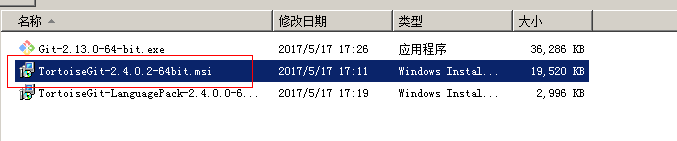 名称 修改日期 类型 大小
Git-2.13.0-64-bit.exe 2017/5/17 17:26 应用程序 36,286 KB
TortoiseGit-2.4.0.2-64bit.msi 2017/5/17 17:11 Windows Instal... 19,520 KB
TortoiseGit-LanguagePack-2.4.0.0-6... 2017/5/17 17:19 Windows Instal... 2,996 KB